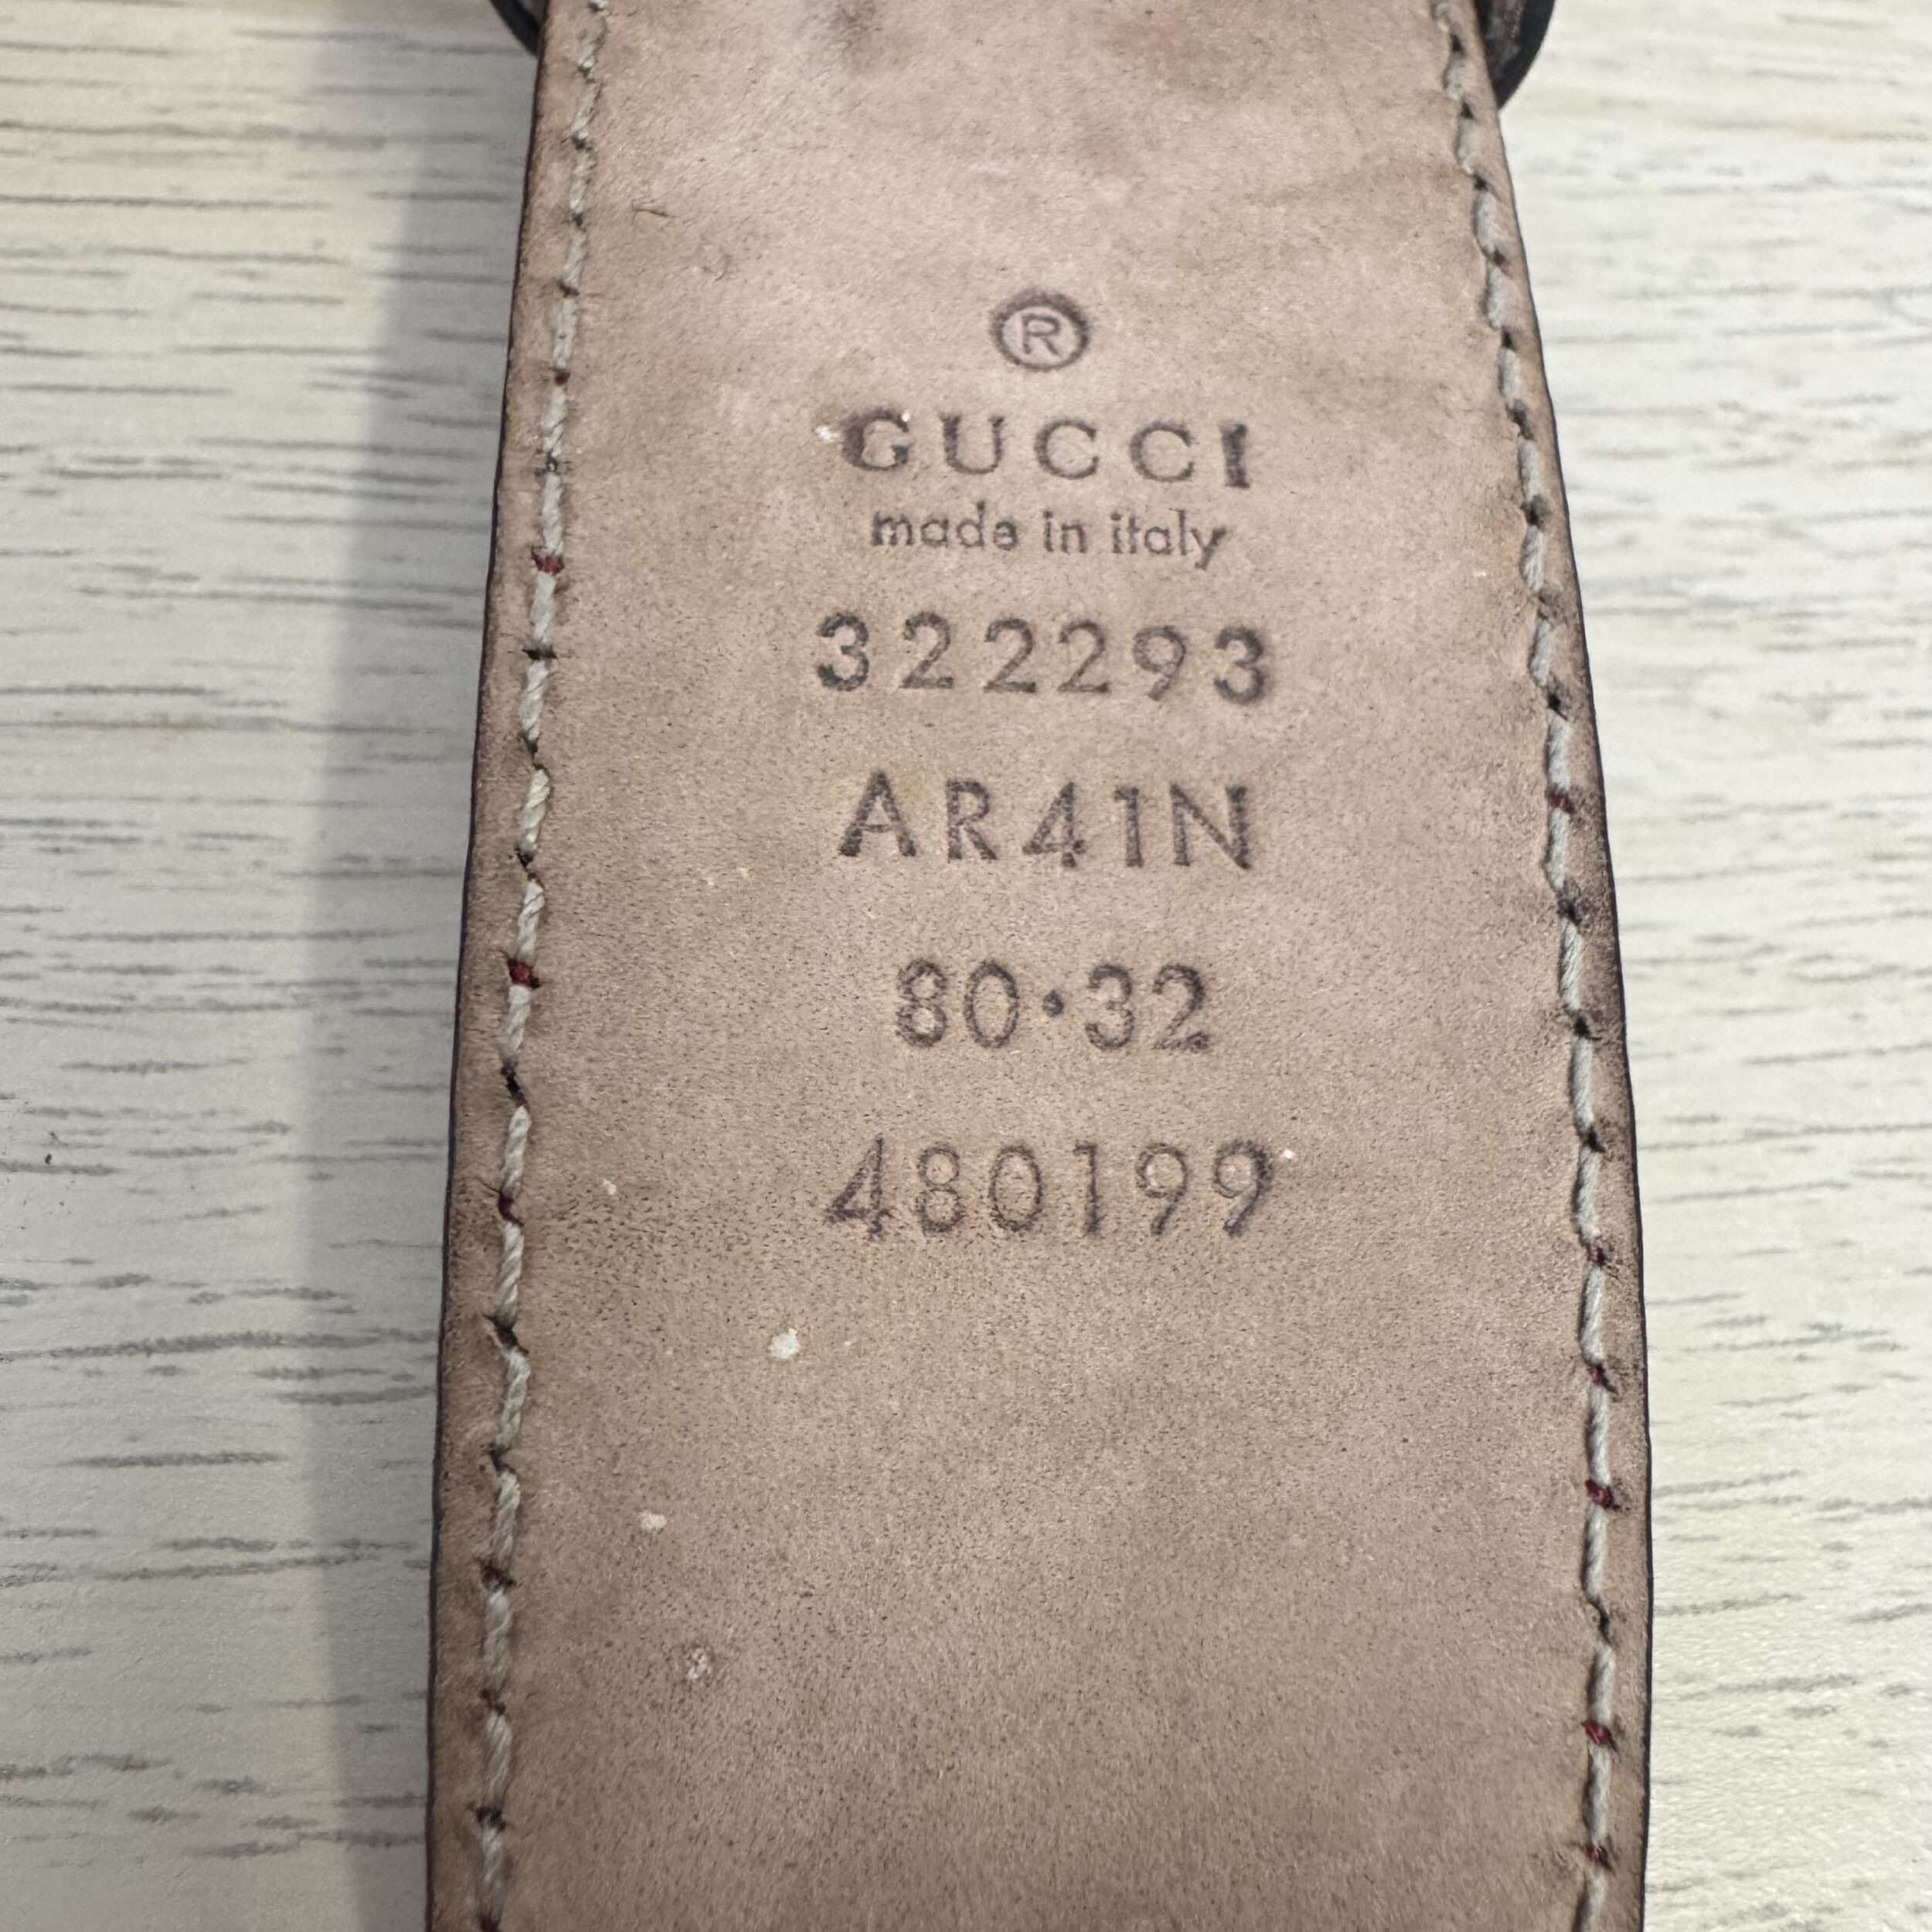 ®
GUCCI
made in italy
322293
AR41N
80·32
480199